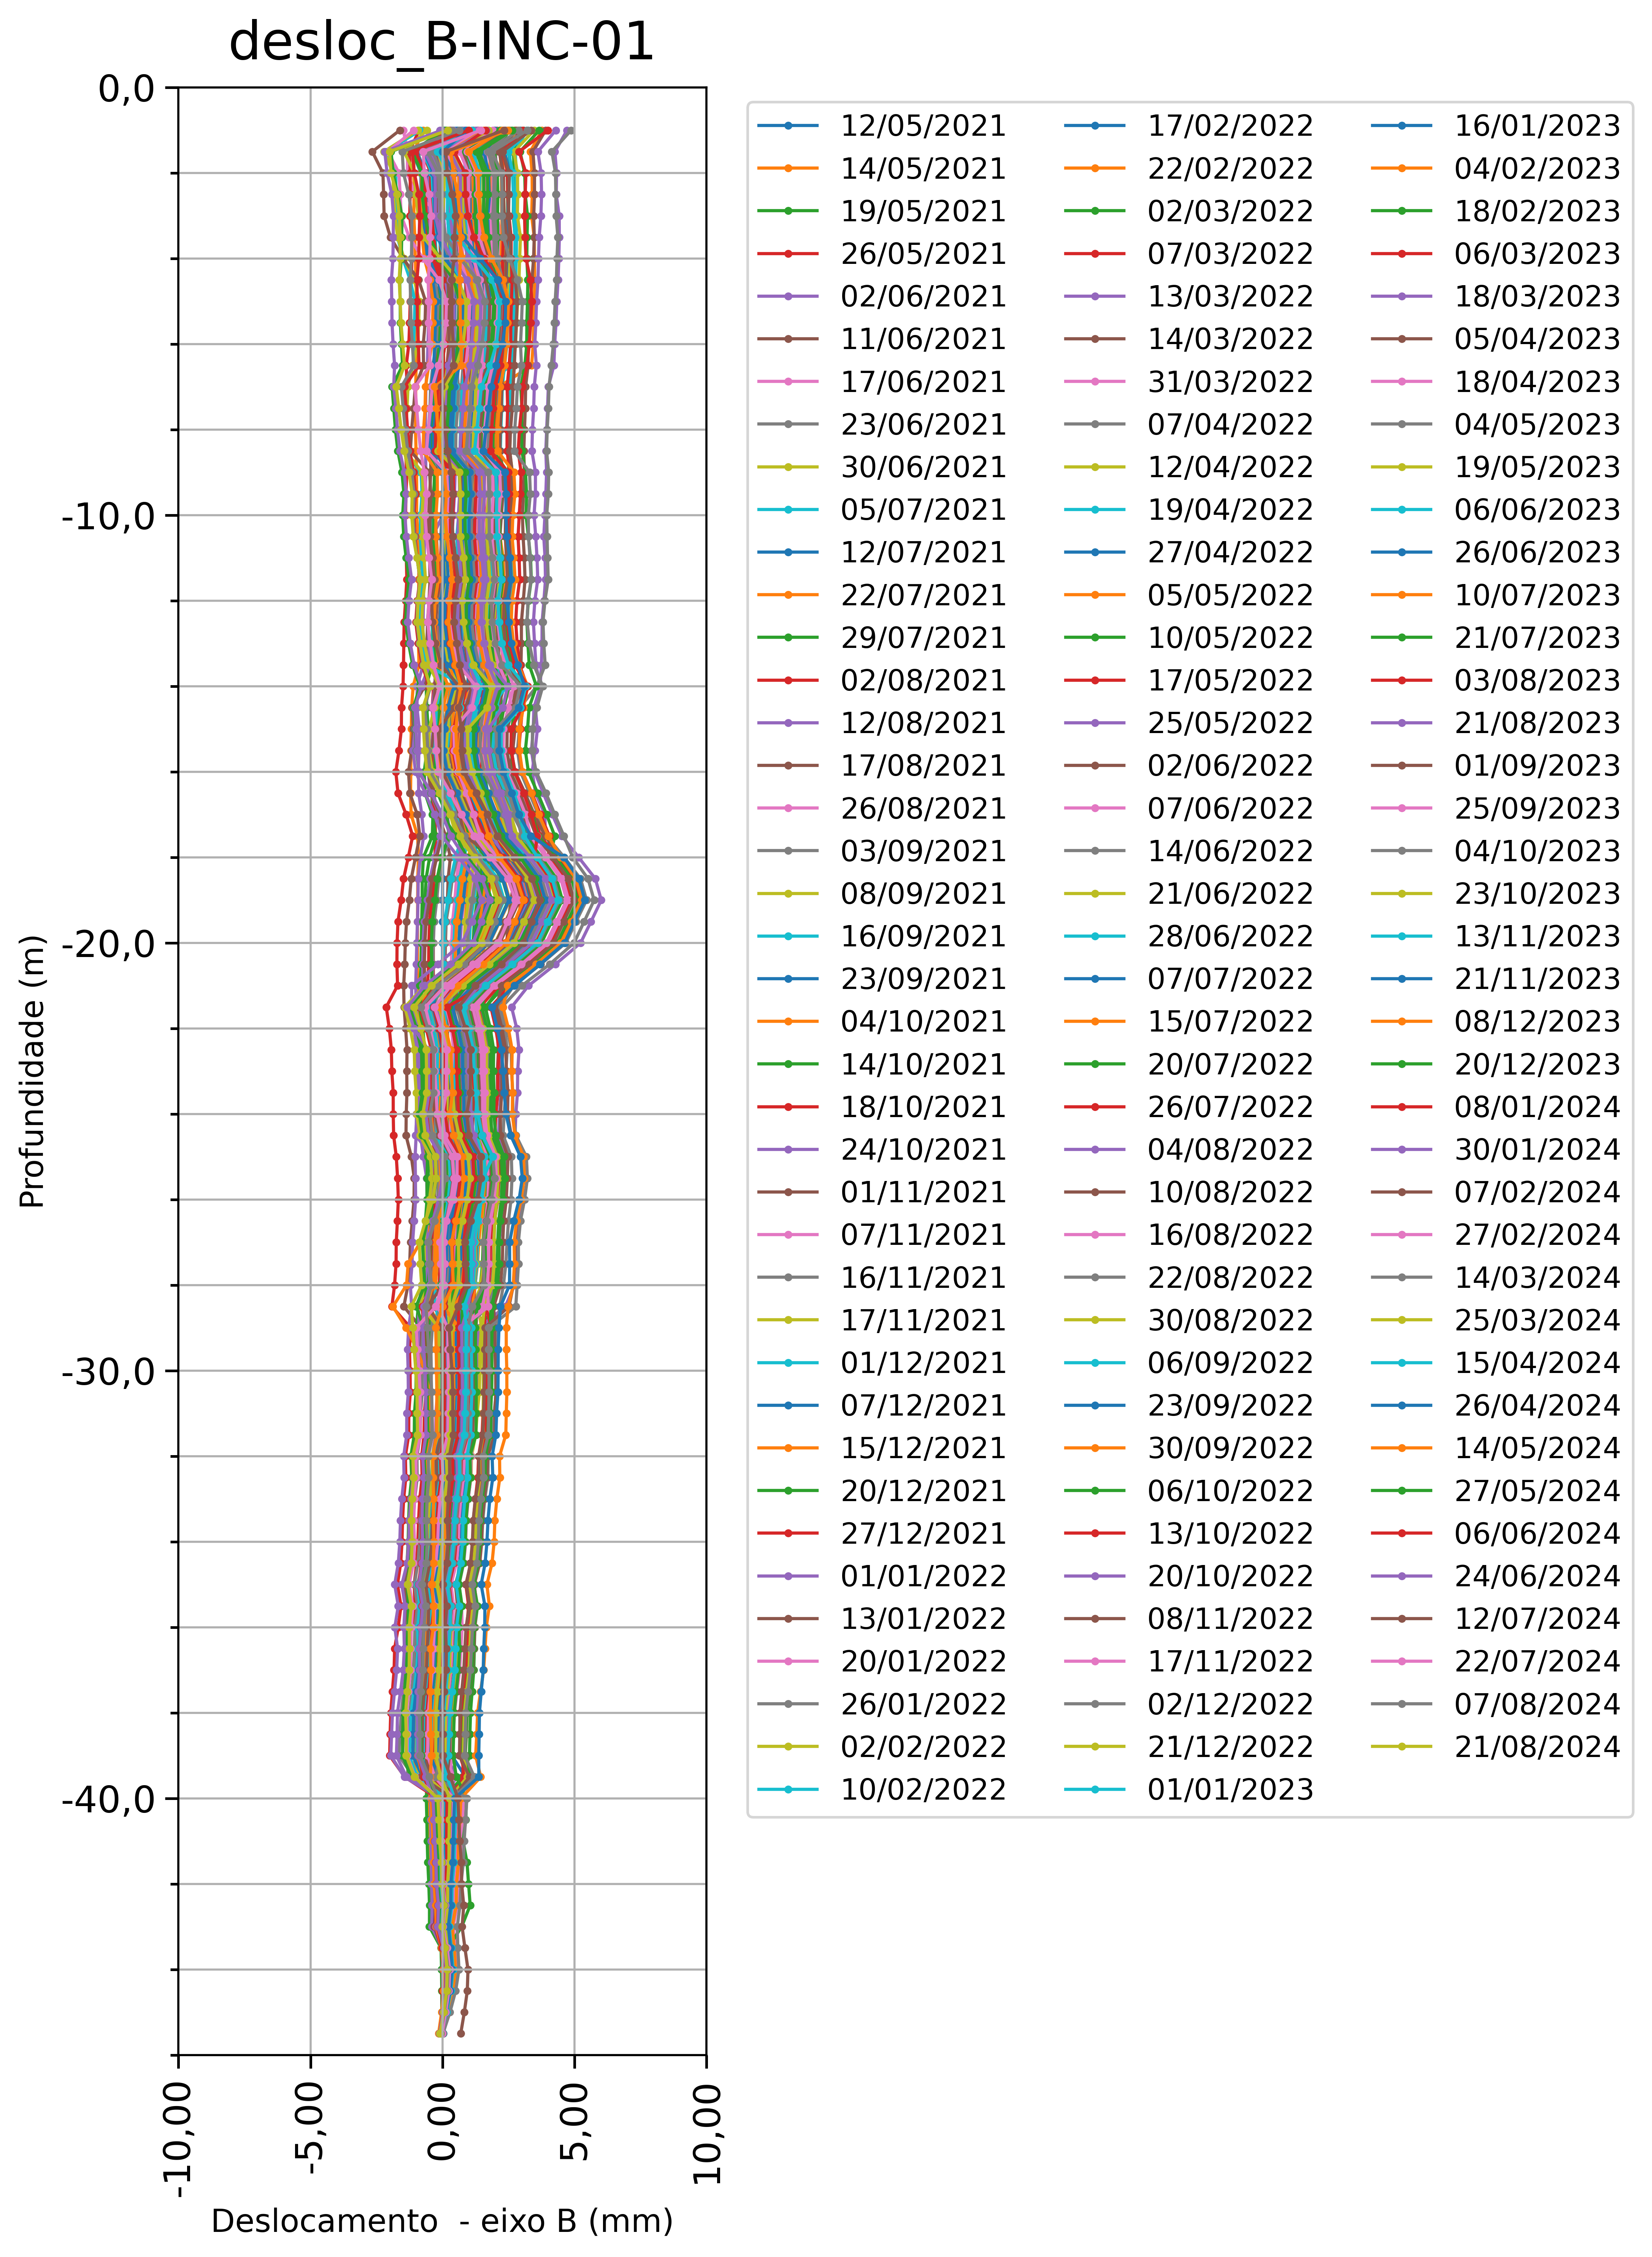 desloc_B-INC-01
0,0
-10,0
-20,0
-30,0
-40,0
Profundidade (m)
-10,00
-5,00
0,00
5,00
10,00
Deslocamento  - eixo B (mm)
12/05/2021 17/02/2022 16/01/2023
14/05/2021 22/02/2022 04/02/2023
19/05/2021 02/03/2022 18/02/2023
26/05/2021 07/03/2022 06/03/2023
02/06/2021 13/03/2022 18/03/2023
11/06/2021 14/03/2022 05/04/2023
17/06/2021 31/03/2022 18/04/2023
23/06/2021 07/04/2022 04/05/2023
30/06/2021 12/04/2022 19/05/2023
05/07/2021 19/04/2022 06/06/2023
12/07/2021 27/04/2022 26/06/2023
22/07/2021 05/05/2022 10/07/2023
29/07/2021 10/05/2022 21/07/2023
02/08/2021 17/05/2022 03/08/2023
12/08/2021 25/05/2022 21/08/2023
17/08/2021 02/06/2022 01/09/2023
26/08/2021 07/06/2022 25/09/2023
03/09/2021 14/06/2022 04/10/2023
08/09/2021 21/06/2022 23/10/2023
16/09/2021 28/06/2022 13/11/2023
23/09/2021 07/07/2022 21/11/2023
04/10/2021 15/07/2022 08/12/2023
14/10/2021 20/07/2022 20/12/2023
18/10/2021 26/07/2022 08/01/2024
24/10/2021 04/08/2022 30/01/2024
01/11/2021 10/08/2022 07/02/2024
07/11/2021 16/08/2022 27/02/2024
16/11/2021 22/08/2022 14/03/2024
17/11/2021 30/08/2022 25/03/2024
01/12/2021 06/09/2022 15/04/2024
07/12/2021 23/09/2022 26/04/2024
15/12/2021 30/09/2022 14/05/2024
20/12/2021 06/10/2022 27/05/2024
27/12/2021 13/10/2022 06/06/2024
01/01/2022 20/10/2022 24/06/2024
13/01/2022 08/11/2022 12/07/2024
20/01/2022 17/11/2022 22/07/2024
26/01/2022 02/12/2022 07/08/2024
02/02/2022 21/12/2022 21/08/2024
10/02/2022 01/01/2023